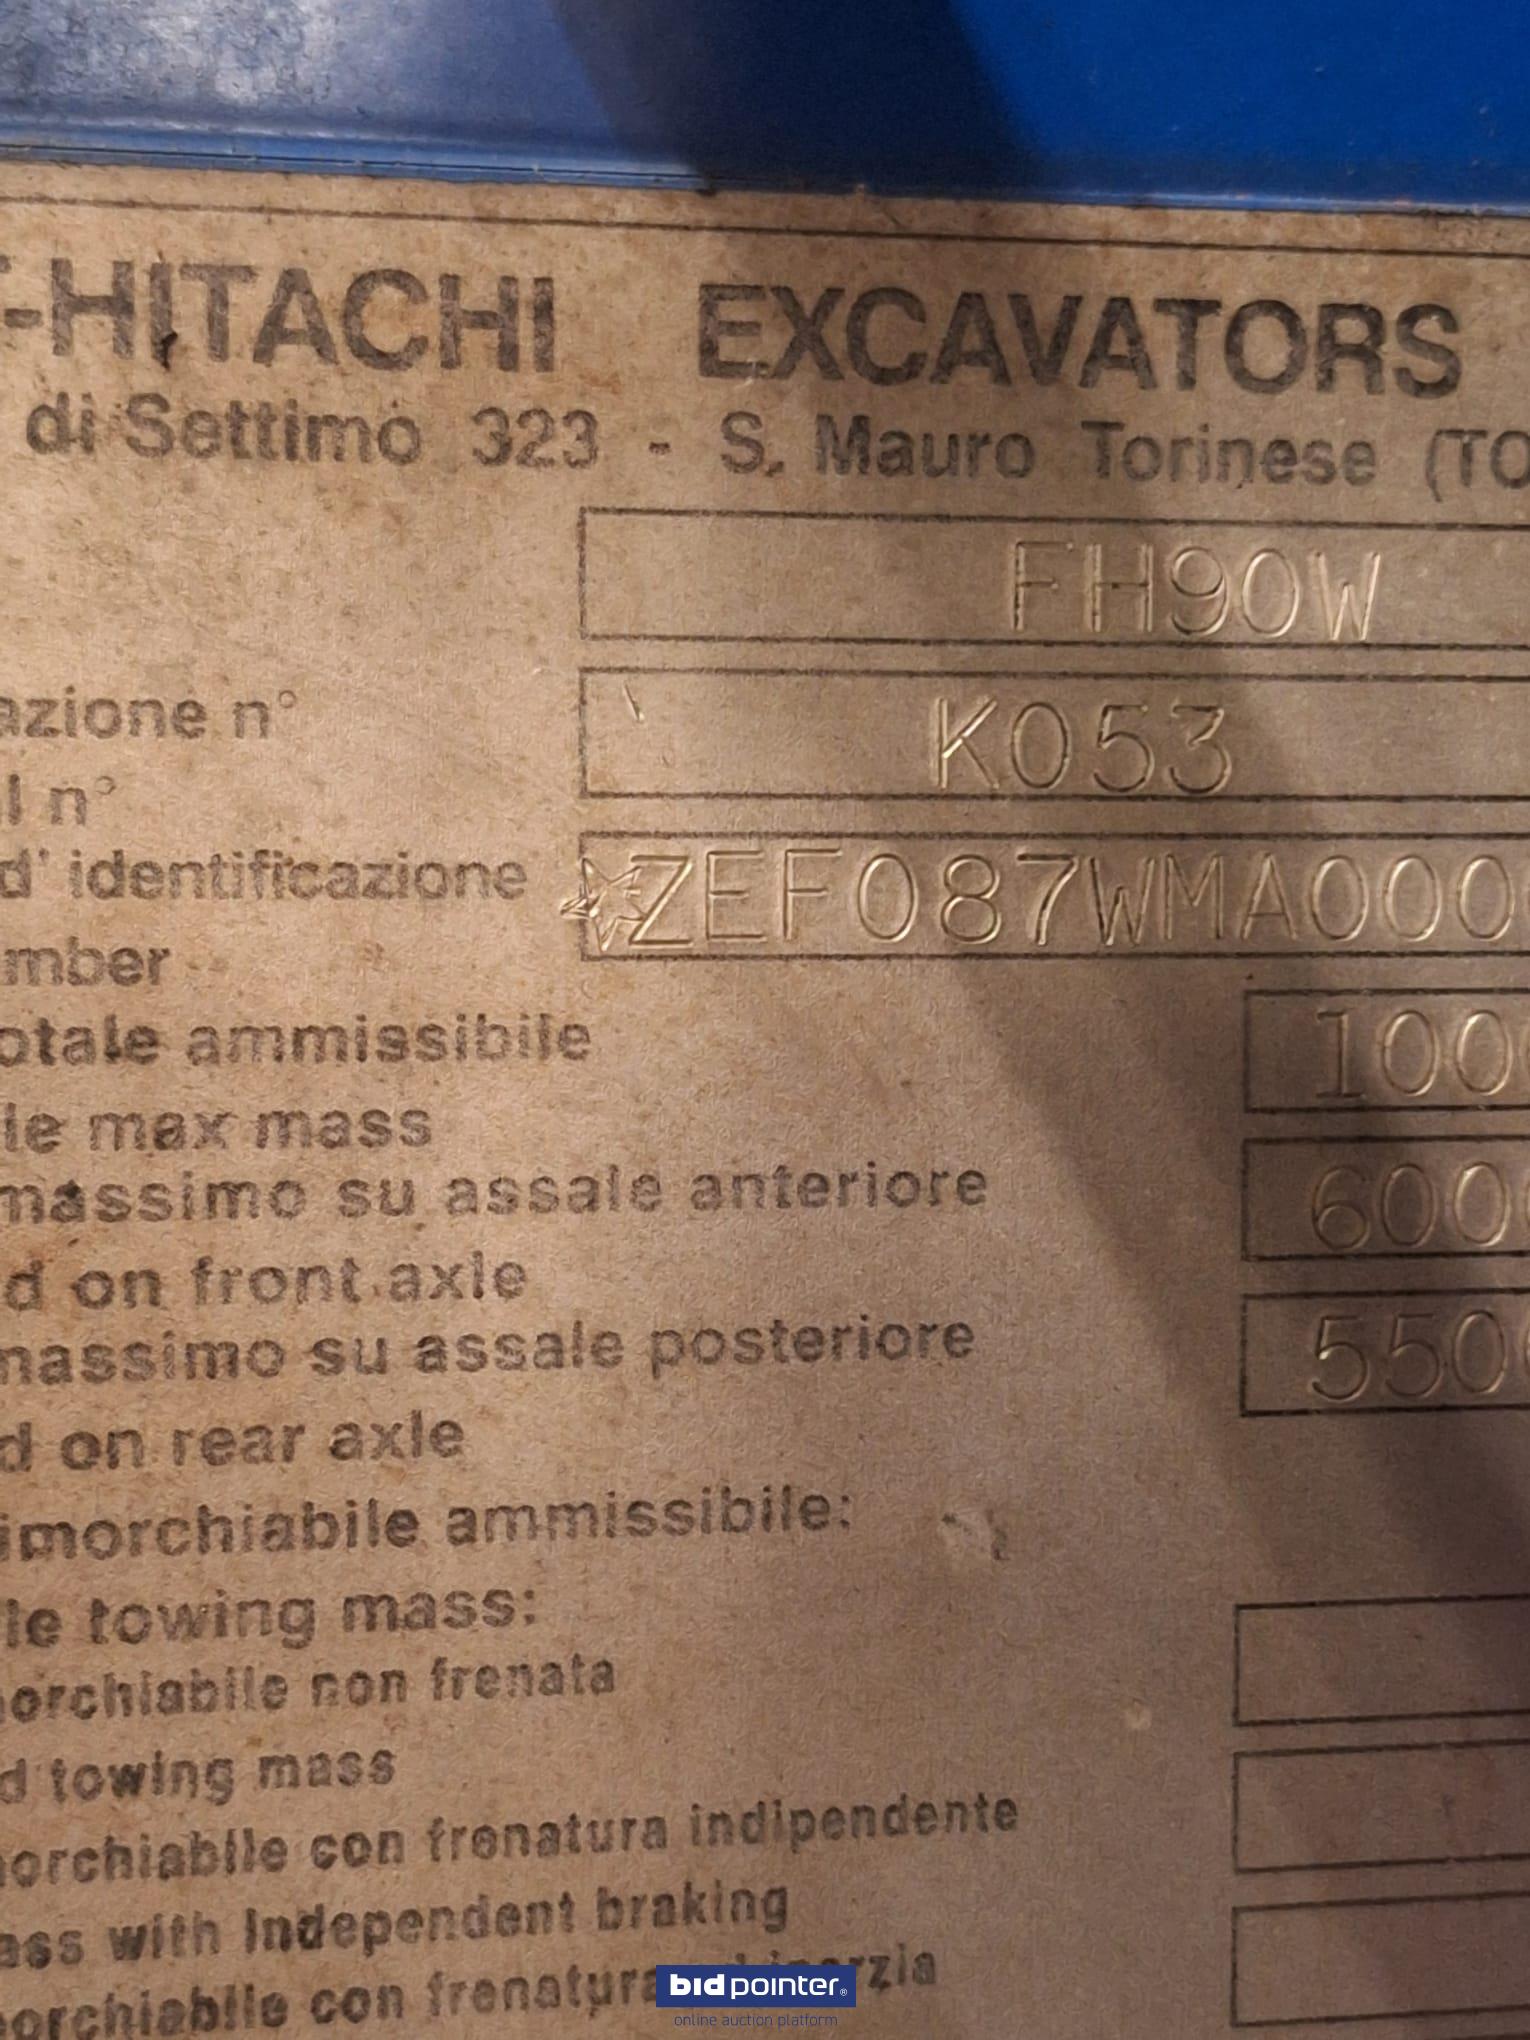 -HITACHI EXCAVATORS
di Settimo 323 - S. Mauro Torinese (TO
FH90W
azione n°
K053
l n°
d' identificazione
ZEF087WMA000
mber
otale ammissibile
100
le max mass
massimo su assale anteriore
600
d on front axle
massimo su assale posteriore
550
d on rear axle
imorchiabile ammissibile:
le towing mass:
orchiabile non frenata
d towing mass
orchiabile con frenatura indipendente
ass with Independent braking
orchiabile con frenatura
bidpointer®
online auction platform